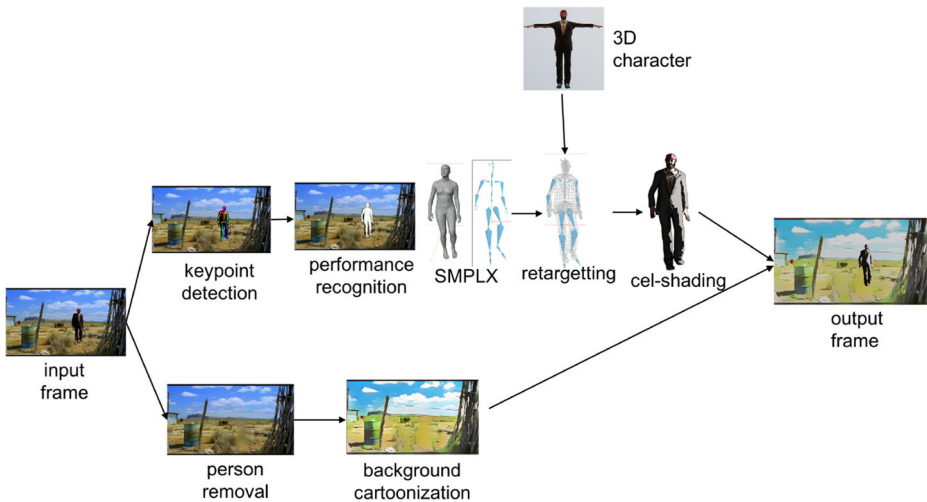 3D
character
keypoint
detection
performance
recognition
SMPLX
retargetting
cel-shading
input
frame
output
frame
person
removal
background
cartoonization